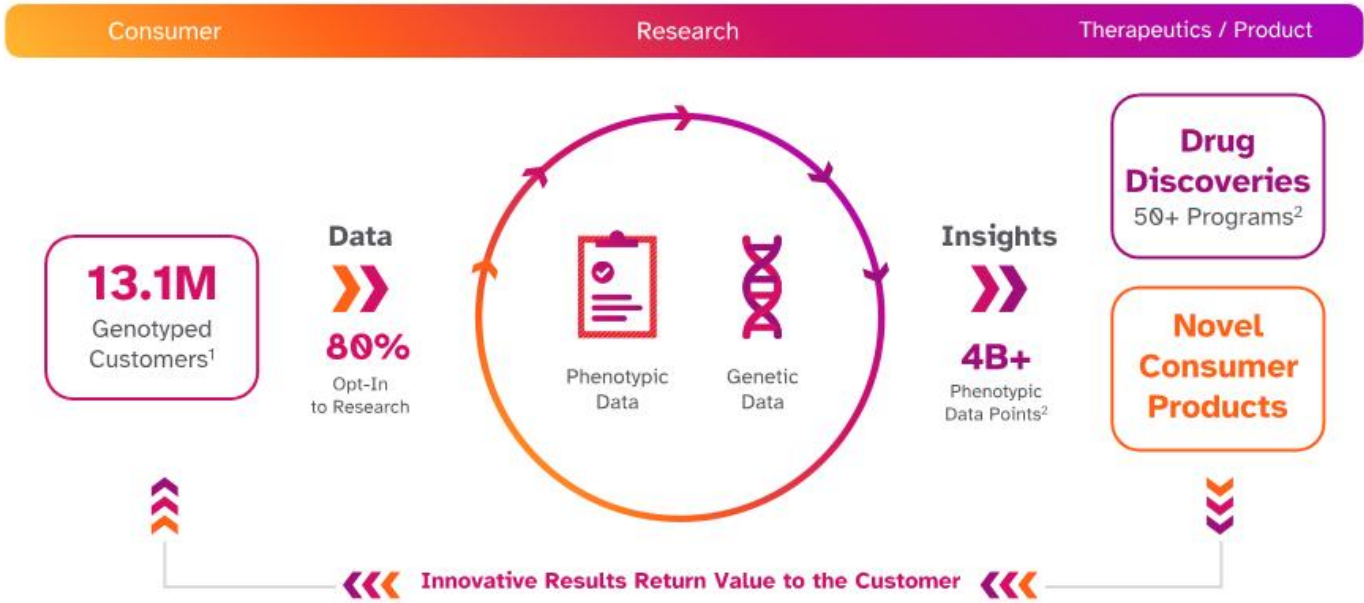 Consumer
Research
Therapeutics / Product
13.1M
Genotyped
Customers¹
Data
80%
Opt-In
to Research
Phenotypic
Data
Genetic
Data
Insights
4B+
Phenotypic
Data Points²
Drug
Discoveries
50+ Programs²
Novel
Consumer
Products
Innovative Results Return Value to the Customer